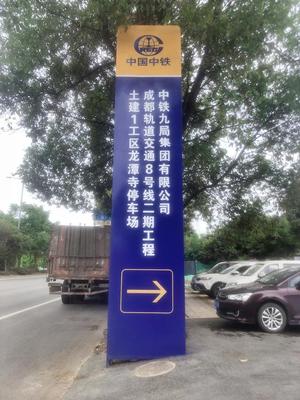 中国中铁
中铁九局集团有限公司
成都轨道交通8号线二期工程
土建1工区龙潭寺停车场